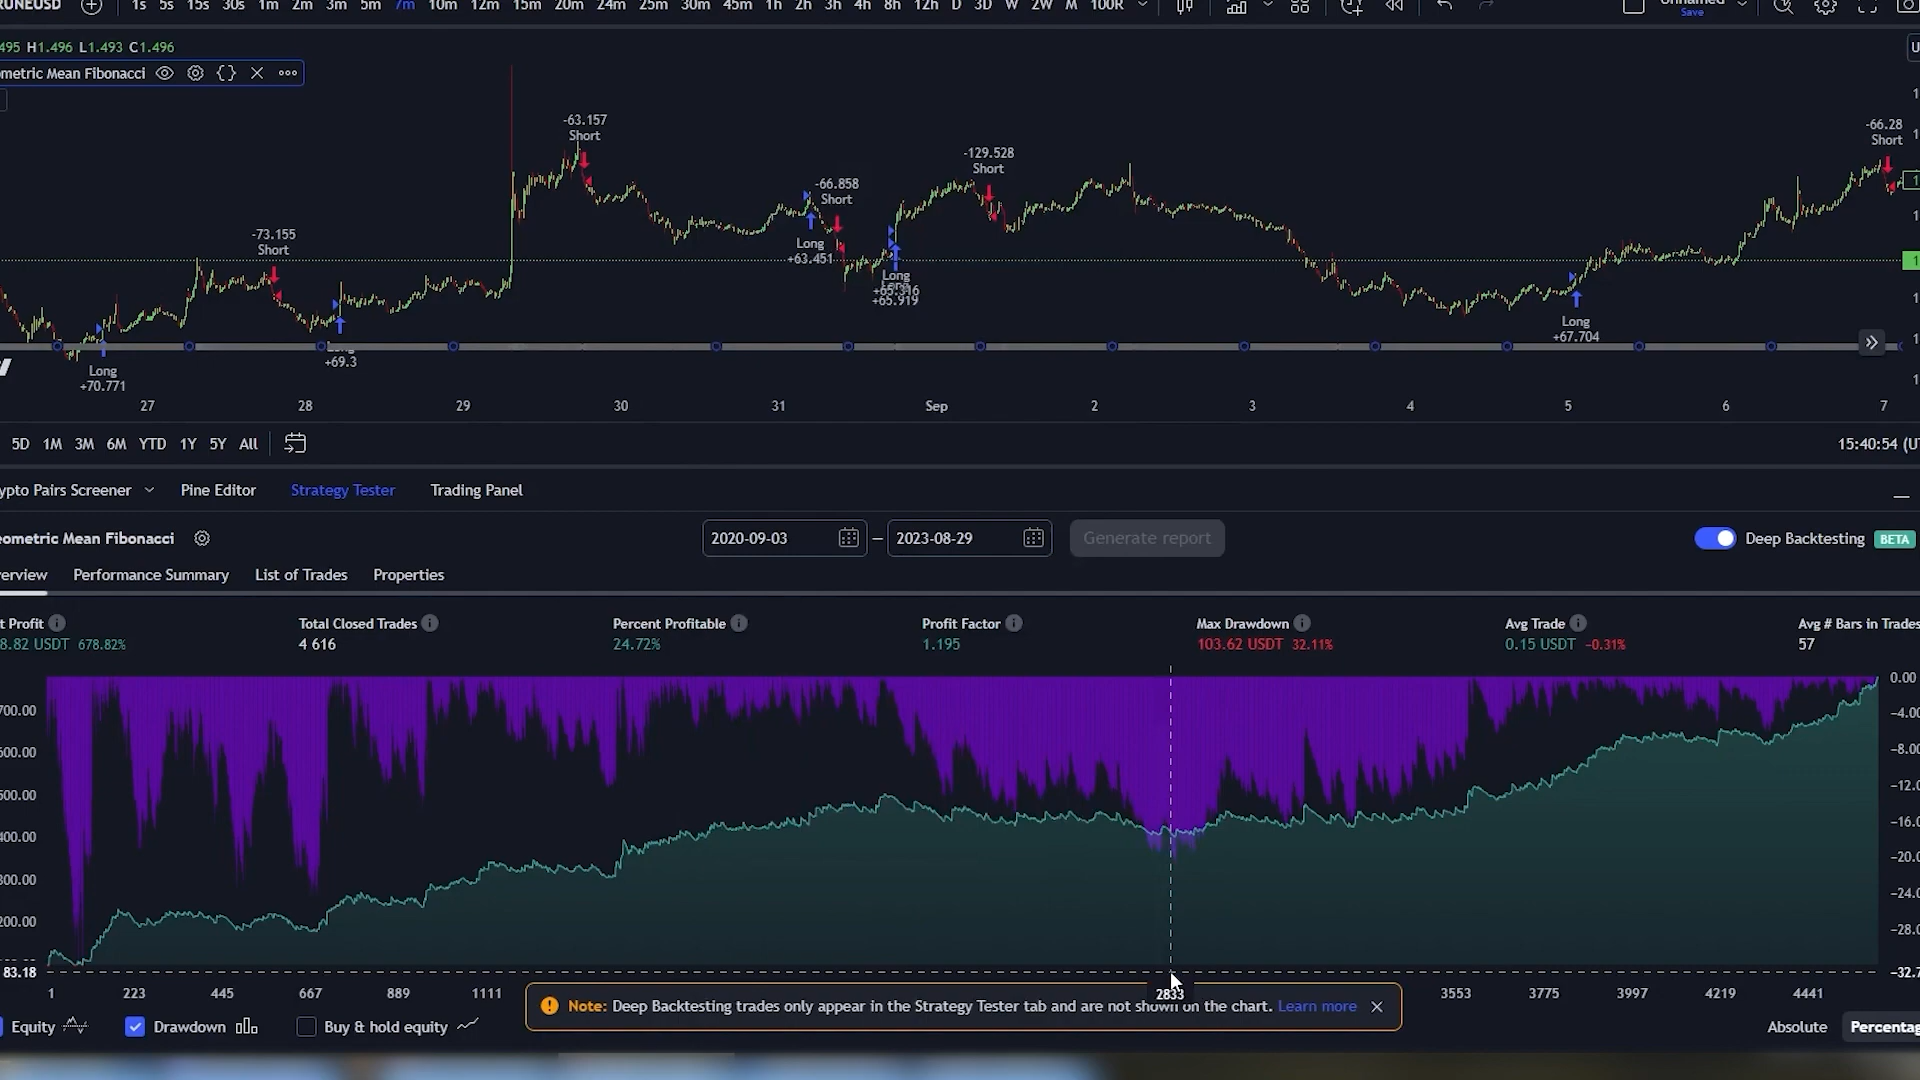 RUNEUSD 1s 5s 15s 30s 1m 2m 3m 5m 7m 10m 12m 15m 20m 24m 25m 30m 45m 1h 2h 3h 4h 8h 12h D 3D W 2W M 100R Unnamed
Save
495 H1.496 L1.493 C1.496
ometric Mean Fibonacci
-63.157
Short
-66.28
Short
-129.528
Short
-66.858
Short
-73.155
Short
Long
+63.451
Long
+65.919
Long
+67.704
+69.3
Long
+70.771
27 28 29 30 31 Sep 2 3 4 5 6 7
5D 1M 3M 6M YTD 1Y 5Y All
15:40:54 (UT
ypto Pairs Screener Pine Editor Strategy Tester Trading Panel
eometric Mean Fibonacci 2020-09-03 – 2023-08-29 Generate report Deep Backtesting BETA
erview Performance Summary List of Trades Properties
t Profit Total Closed Trades Percent Profitable Profit Factor Max Drawdown Avg Trade Avg # Bars in Trades
8.82 USDT 678.82% 4 616 24.72% 1.195 103.62 USDT 32.11% 0.15 USDT −0.31% 57
0.00
700.00 −4.00
600.00 −8.00
500.00 −12.0
400.00 −16.0
−20.0
300.00 −24.0
200.00 −28.0
83.18 −32.7
1 223 445 667 889 1111 2833 3553 3775 3997 4219 4441
Note: Deep Backtesting trades only appear in the Strategy Tester tab and are not shown on the chart. Learn more
Equity Drawdown Buy & hold equity Absolute Percentag